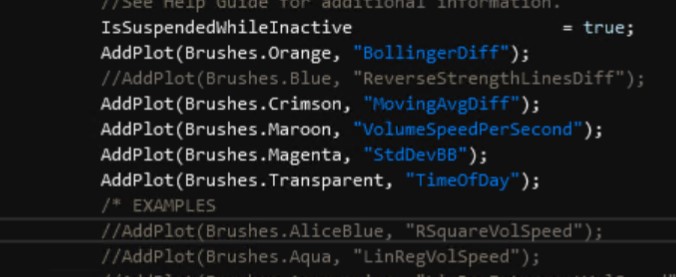 //See Help Guide for additional information.
IsSuspendedWhileInactive = true;
AddPlot(Brushes.Orange, "BollingerDiff");
//AddPlot(Brushes.Blue, "ReverseStrengthLinesDiff");
AddPlot(Brushes.Crimson, "MovingAvgDiff");
AddPlot(Brushes.Maroon, "VolumeSpeedPerSecond");
AddPlot(Brushes.Magenta, "StdDevBB");
AddPlot(Brushes.Transparent, "TimeOfDay");
/* EXAMPLES
//AddPlot(Brushes.AliceBlue, "RSquareVolSpeed");
//AddPlot(Brushes.Aqua, "LinRegVolSpeed");